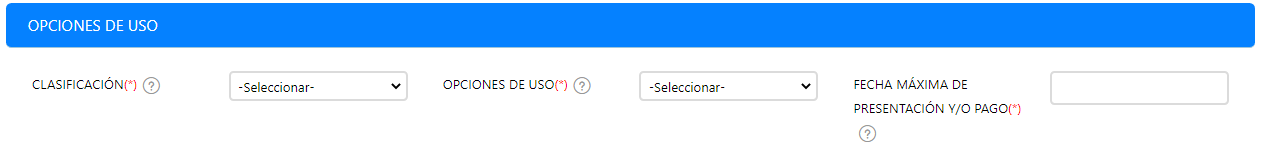 OPCIONES DE USO
CLASIFICACIÓN(*) ?
-Seleccionar-
OPCIONES DE USO(*) ?
-Seleccionar-
FECHA MÁXIMA DE
PRESENTACIÓN Y/O PAGO(*)
?